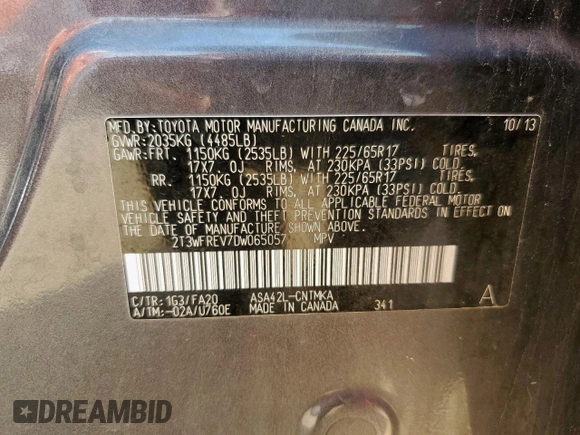 MFD.BY:TOYOTA MOTOR MANUFACTURING CANADA INC. 10/13
GVWR:2035KG (4485LB)
GAWR:FRT. 1150KG (2535LB) WITH 225/65R17 TIRES,
17X7.0J RIMS, AT 230KPA (33PSI) COLD.
RR. 1150KG (2535LB) WITH 225/65R17 TIRES,
17X7.0J RIMS, AT 230KPA (33PSI) COLD.
THIS VEHICLE CONFORMS TO ALL APPLICABLE FEDERAL MOTOR
VEHICLE SAFETY AND THEFT PREVENTION STANDARDS IN EFFECT ON
THE DATE OF MANUFACTURE SHOWN ABOVE.
2T3WFREV7DW065057 MPV
C/TR:1G3/FA20 ASA42L-CNTMKA 341 A
A/TM:-02A/U760E MADE IN CANADA
DREAMBID